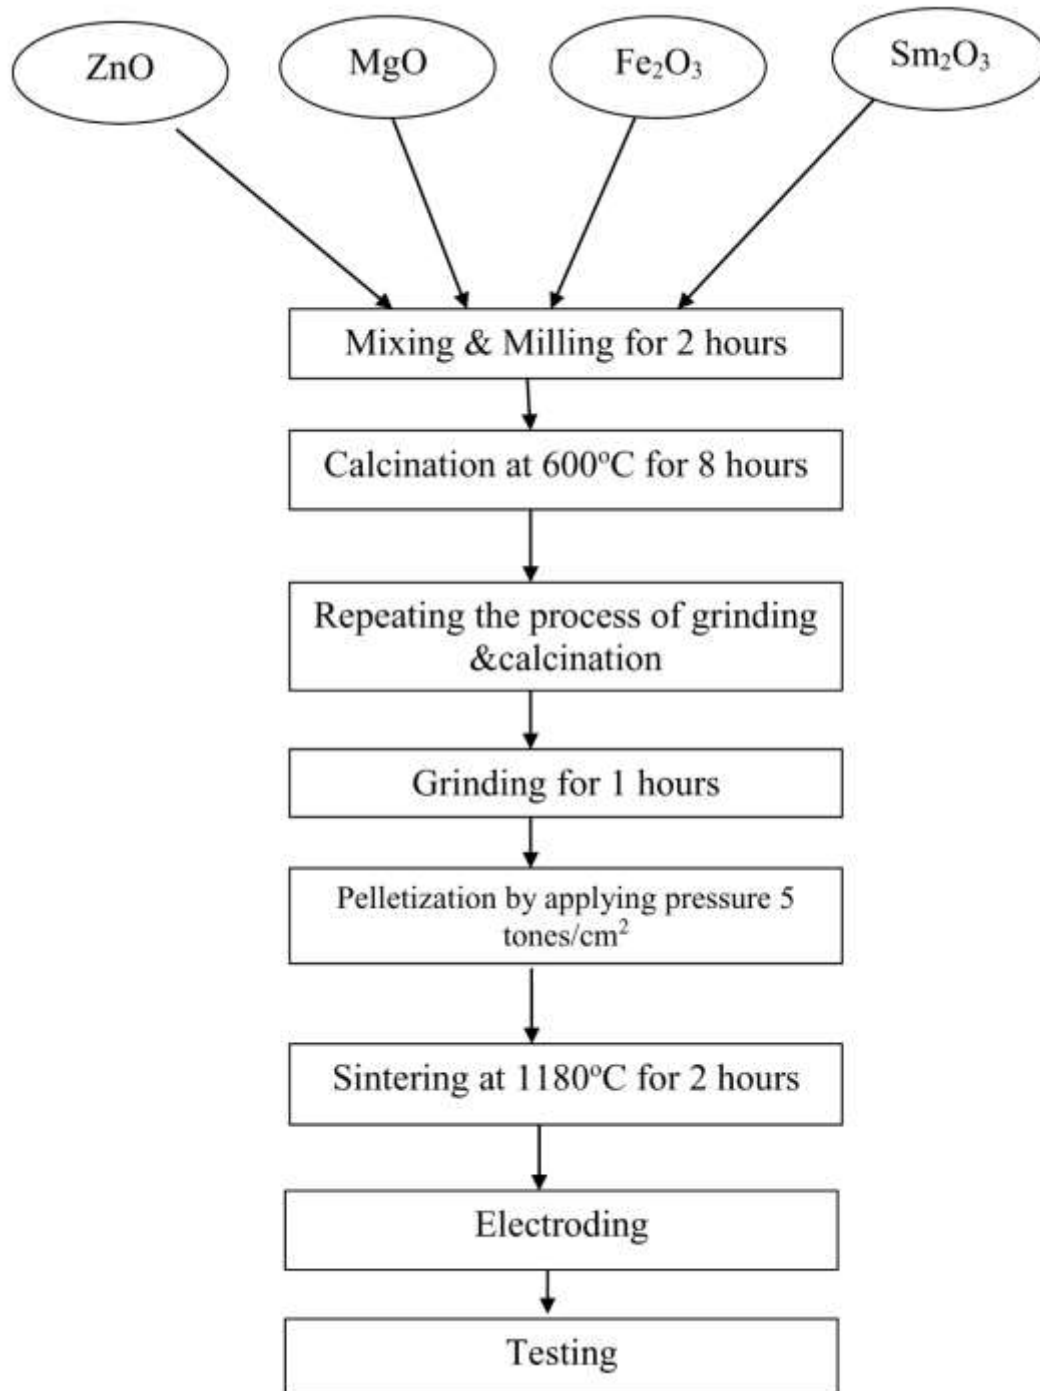 ZnO
MgO
Fe₂O₃
Sm₂O₃
Mixing & Milling for 2 hours
Calcination at 600ºC for 8 hours
Repeating the process of grinding
&calcination
Grinding for 1 hours
Pelletization by applying pressure 5
tones/cm²
Sintering at 1180ºC for 2 hours
Electroding
Testing